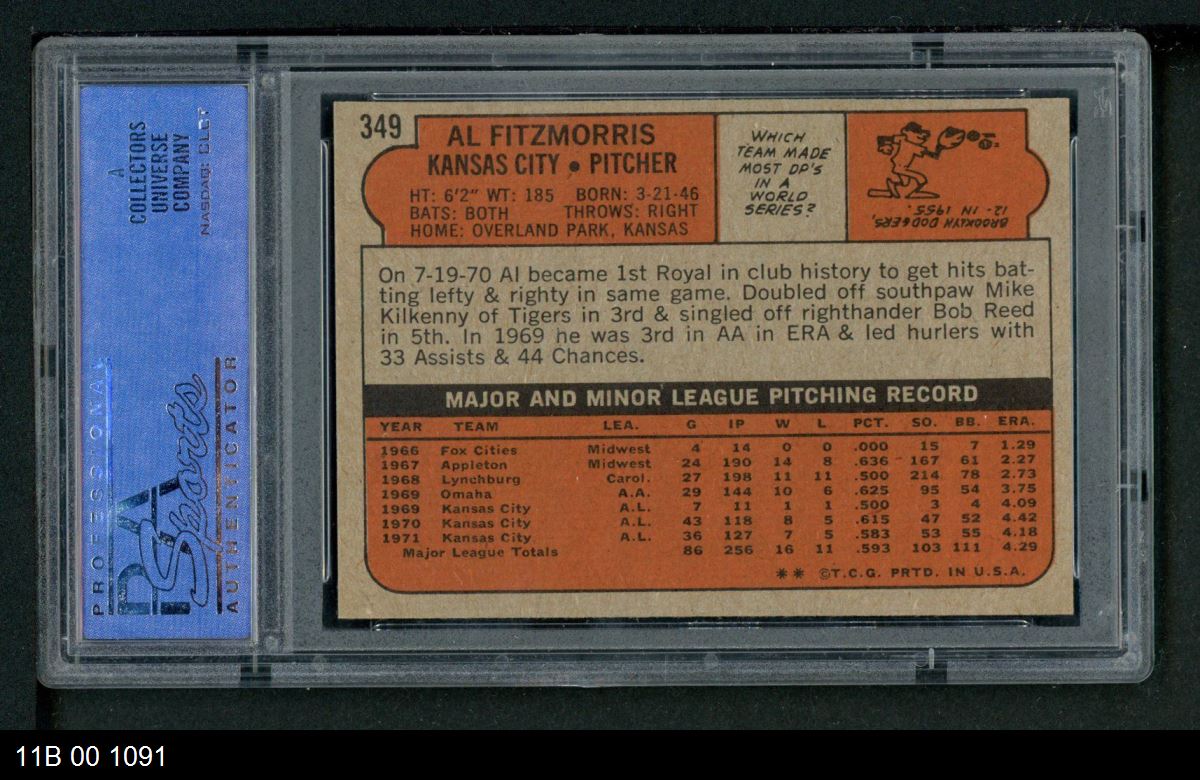 A
COLLECTORS
UNIVERSE
COMPANY
NASDAQ: CLCT
PROFESSIONAL
PSA
Sports
AUTHENTICATOR
349
AL FITZMORRIS
KANSAS CITY • PITCHER
HT: 6'2" WT: 185 BORN: 3-21-46
BATS: BOTH THROWS: RIGHT
HOME: OVERLAND PARK, KANSAS
WHICH
TEAM MADE
MOST DP'S
IN A
WORLD
SERIES?
BROOKLYN DODGERS,
12- IN 1955.
On 7-19-70 Al became 1st Royal in club history to get hits bat-
ting lefty & righty in same game. Doubled off southpaw Mike
Kilkenny of Tigers in 3rd & singled off righthander Bob Reed
in 5th. In 1969 he was 3rd in AA in ERA & led hurlers with
33 Assists & 44 Chances.
MAJOR AND MINOR LEAGUE PITCHING RECORD
YEAR TEAM LEA. G IP W L PCT. SO. BB. ERA.
1966 Fox Cities Midwest 4 14 0 0 .000 15 7 1.29
1967 Appleton Midwest 24 190 14 8 .636 167 61 2.27
1968 Lynchburg Carol. 27 198 11 11 .500 214 78 2.73
1969 Omaha A.A. 29 144 10 6 .625 95 54 3.75
1969 Kansas City A.L. 7 11 1 1 .500 3 4 4.09
1970 Kansas City A.L. 43 118 8 5 .615 47 52 4.42
1971 Kansas City A.L. 36 127 7 5 .583 53 55 4.18
Major League Totals 86 256 16 11 .593 103 111 4.29
** ©T.C.G. PRTD. IN U.S.A.
11B 00 1091